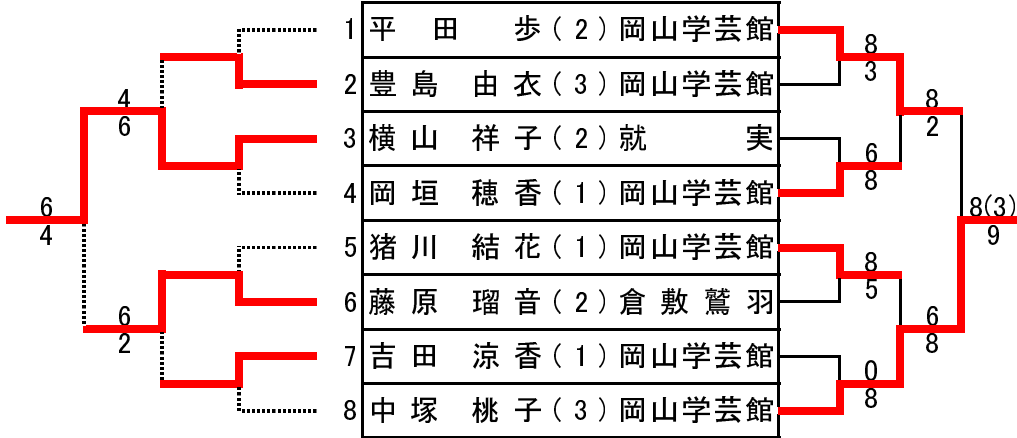 1 平田 歩 (2) 岡山学芸館
2 豊島 由衣 (3) 岡山学芸館
3 横山 祥子 (2) 就実
4 岡垣 穂香 (1) 岡山学芸館
5 猪川 結花 (1) 岡山学芸館
6 藤原 瑠音 (2) 倉敷鷲羽
7 吉田 涼香 (1) 岡山学芸館
8 中塚 桃子 (3) 岡山学芸館
4
6
6
4
6
2
8
3
6
8
8
5
0
8
8
2
6
8
8(3)
9